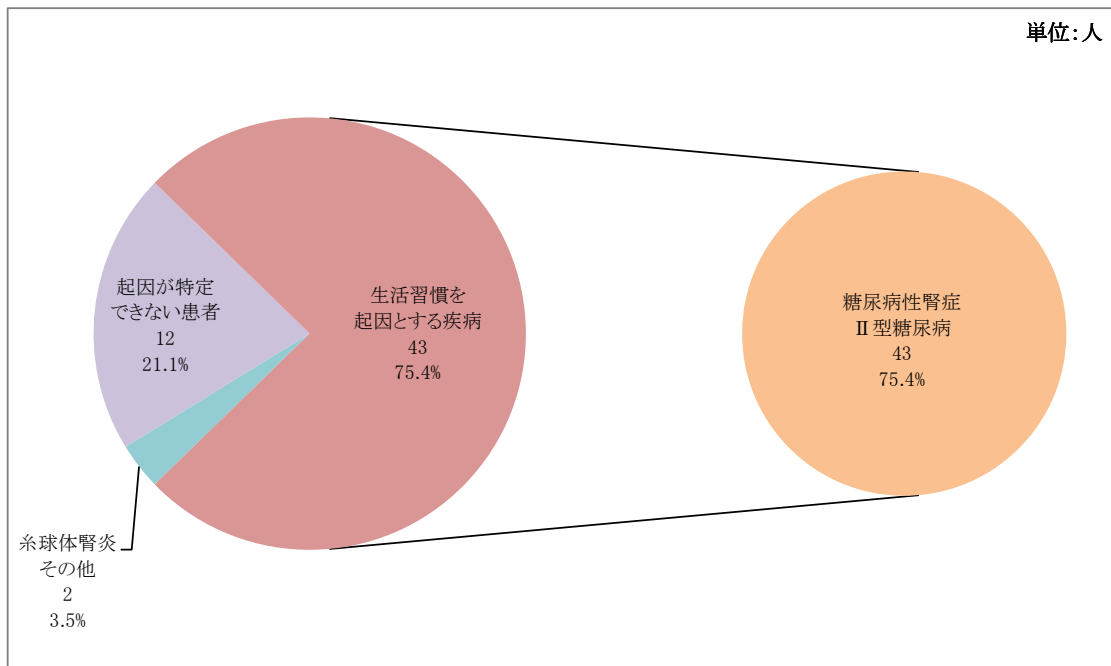 単位：人
起因が特定
できない患者
12
21.1%
生活習慣を
起因とする疾病
43
75.4%
糖尿病性腎症
Ⅱ型糖尿病
43
75.4%
糸球体腎炎
その他
2
3.5%